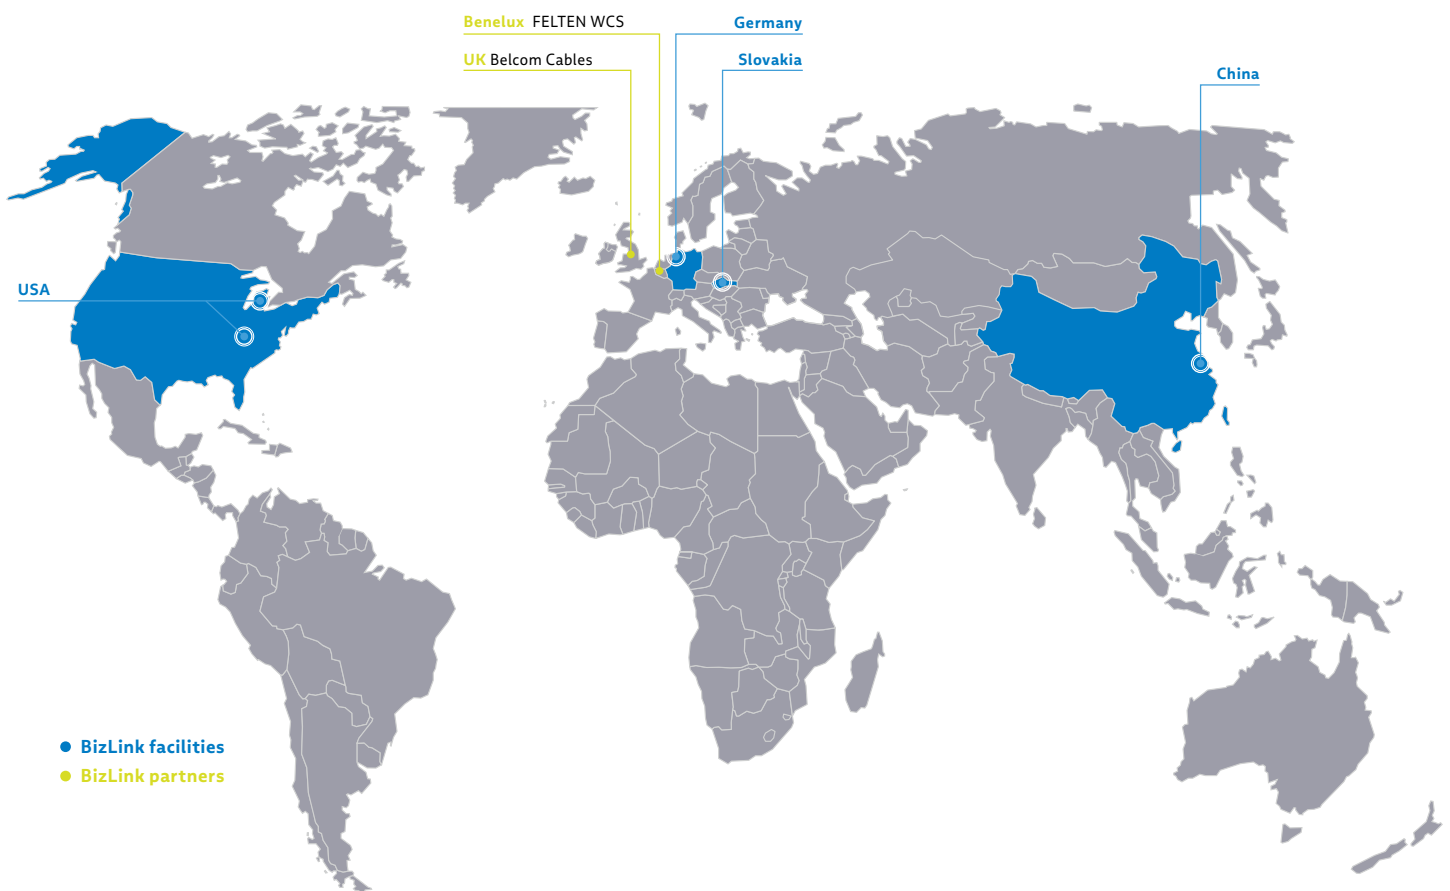 Benelux FELTEN WCS
Germany
UK Belcom Cables
Slovakia
China
USA
BizLink facilities
BizLink partners